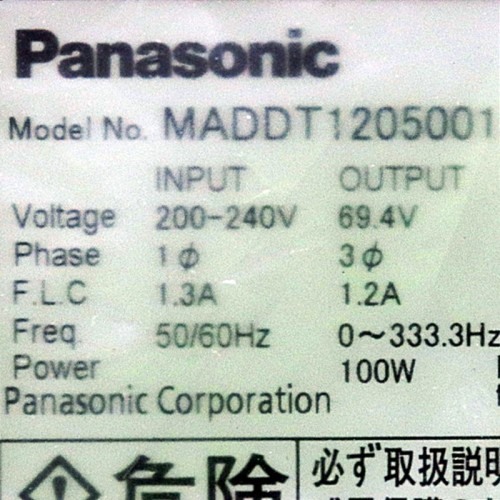 Panasonic
Model No. MADDT1205001
INPUT OUTPUT
Voltage 200-240V 69.4V
Phase 1ϕ 3ϕ
F.L.C 1.3A 1.2A
Freq. 50/60Hz 0～333.3Hz
Power 100W
Panasonic Corporation
危険 必ず取扱説明